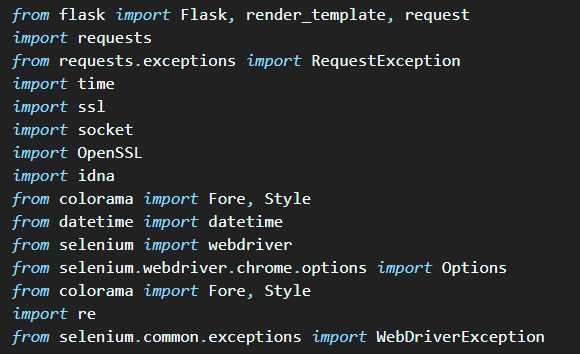 from flask import Flask, render_template, request
import requests
from requests.exceptions import RequestException
import time
import ssl
import socket
import OpenSSL
import idna
from colorama import Fore, Style
from datetime import datetime
from selenium import webdriver
from selenium.webdriver.chrome.options import Options
from colorama import Fore, Style
import re
from selenium.common.exceptions import WebDriverException